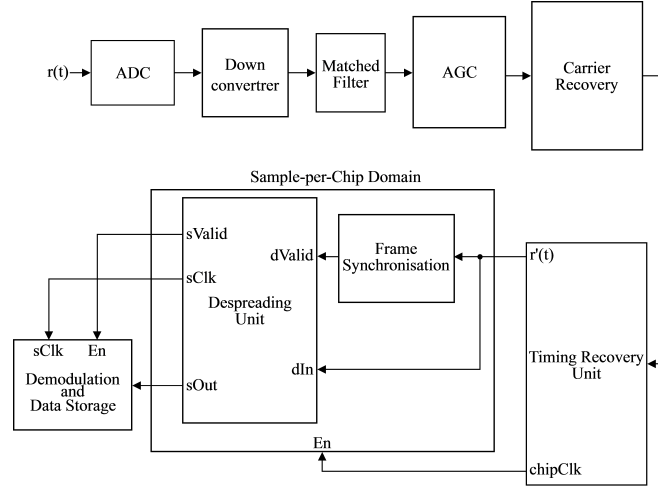 r(t)
ADC
Down
convertrer
Matched
Filter
AGC
Carrier
Recovery
Sample-per-Chip Domain
sValid
sClk
Despreading
Unit
sOut
dValid
dIn
Frame
Synchronisation
r'(t)
Timing Recovery
Unit
chipClk
En
sClk En
Demodulation
and
Data Storage